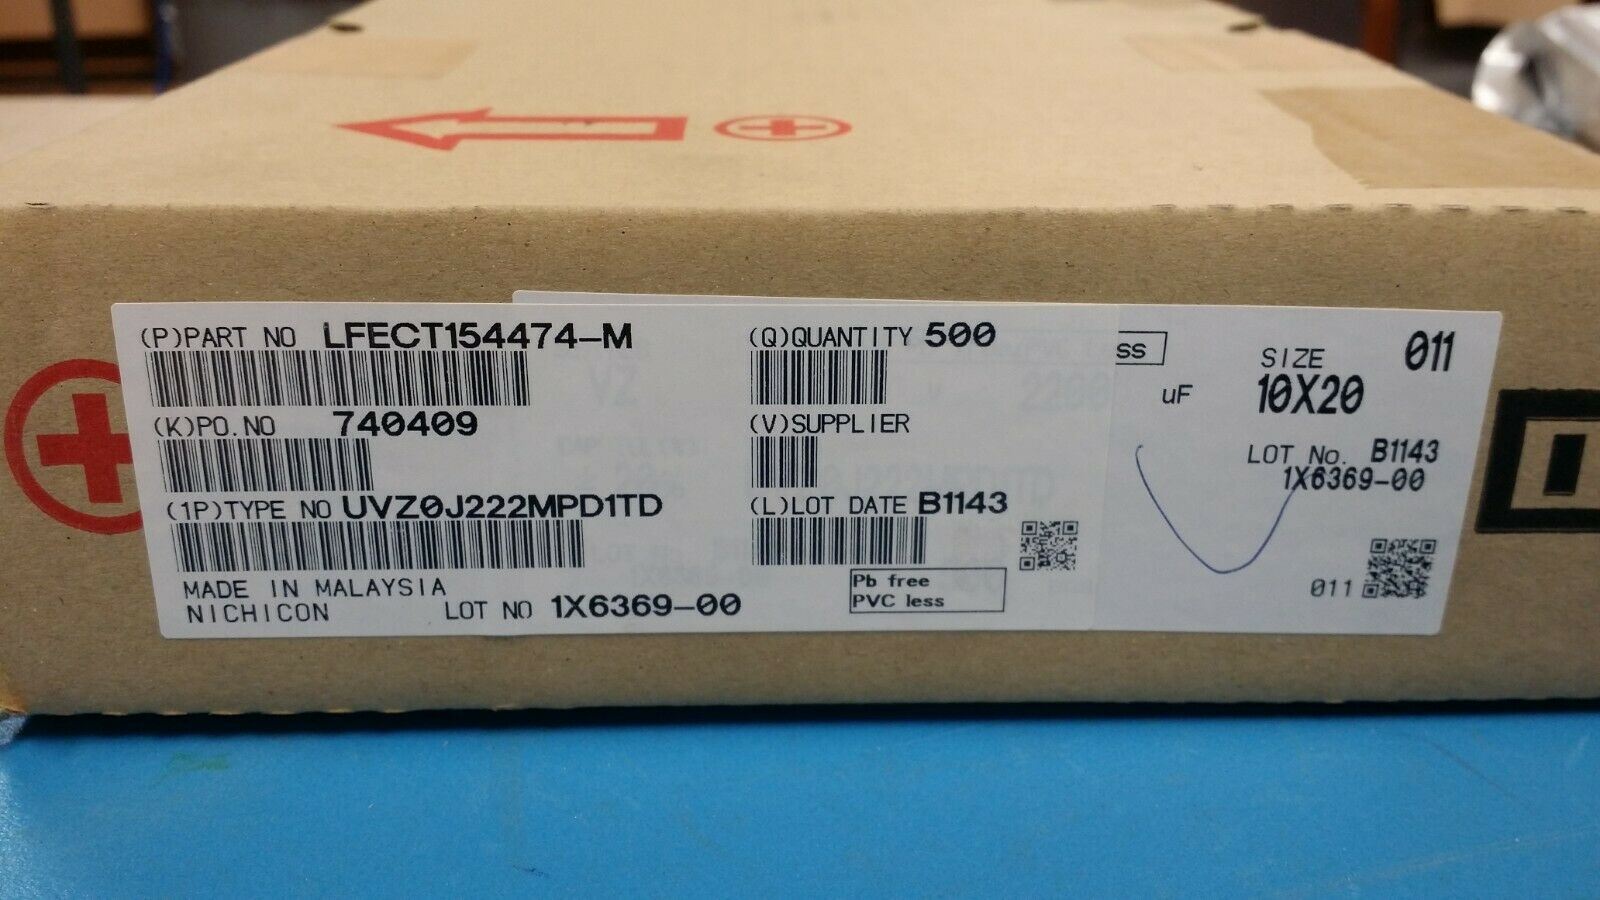 (P)PART NO LFECT154474-M
(Q)QUANTITY 500
ss
011
SIZE
uF 10X20
(K)PO.NO 740409
(V)SUPPLIER
LOT No. B1143
1X6369-00
(1P)TYPE NO UVZ0J222MPD1TD
(L)LOT DATE B1143
MADE IN MALAYSIA
NICHICON LOT NO 1X6369-00
Pb free
PVC less
011
VZ
2200